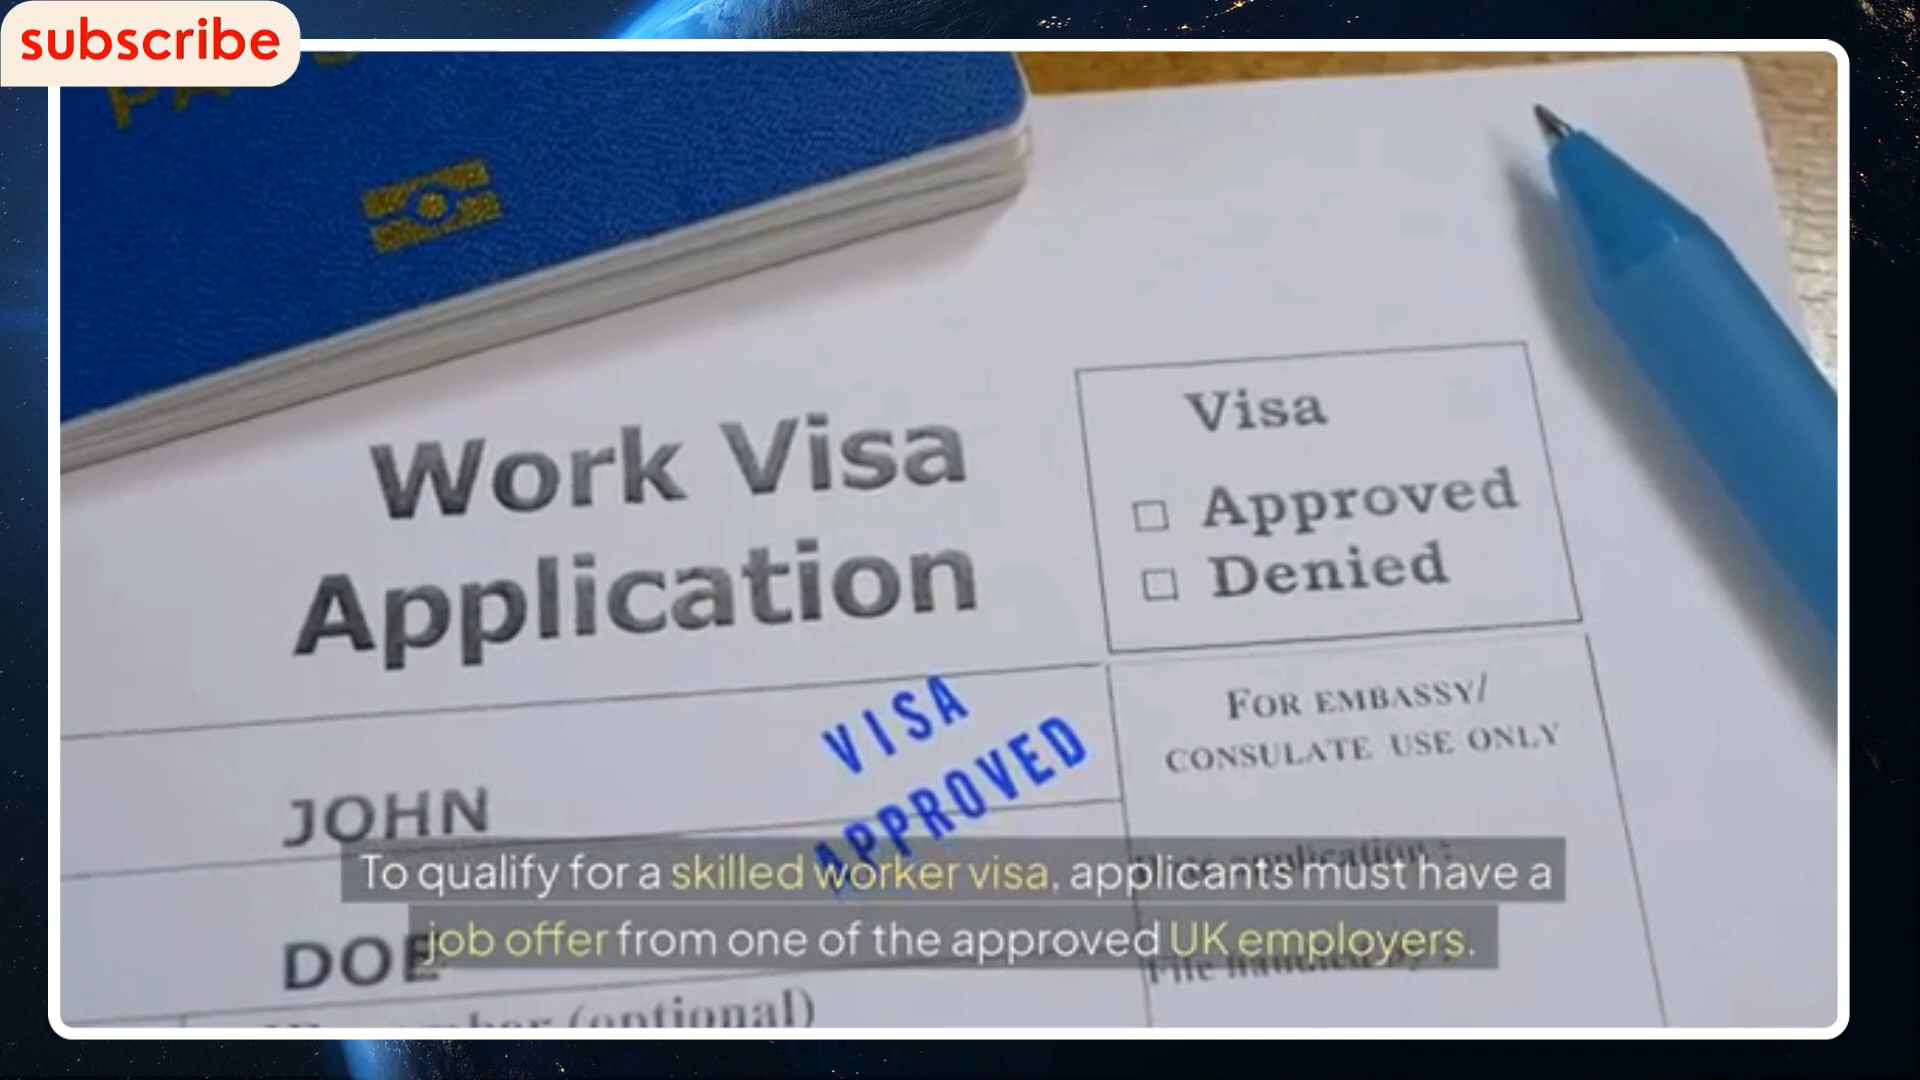 subscribe
Work Visa
Application
Visa
□ Approved
□ Denied
FOR EMBASSY/
CONSULATE USE ONLY
VISA
APPROVED
JOHN
DOE
(optional)
To qualify for a skilled worker visa, applicants must have a
job offer from one of the approved UK employers.